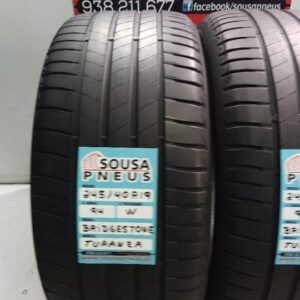 938 211 677
facebook/sousapneus
SOUSA
PNEUS
245/40R19
94 W
BRIDGESTONE
TURANZA